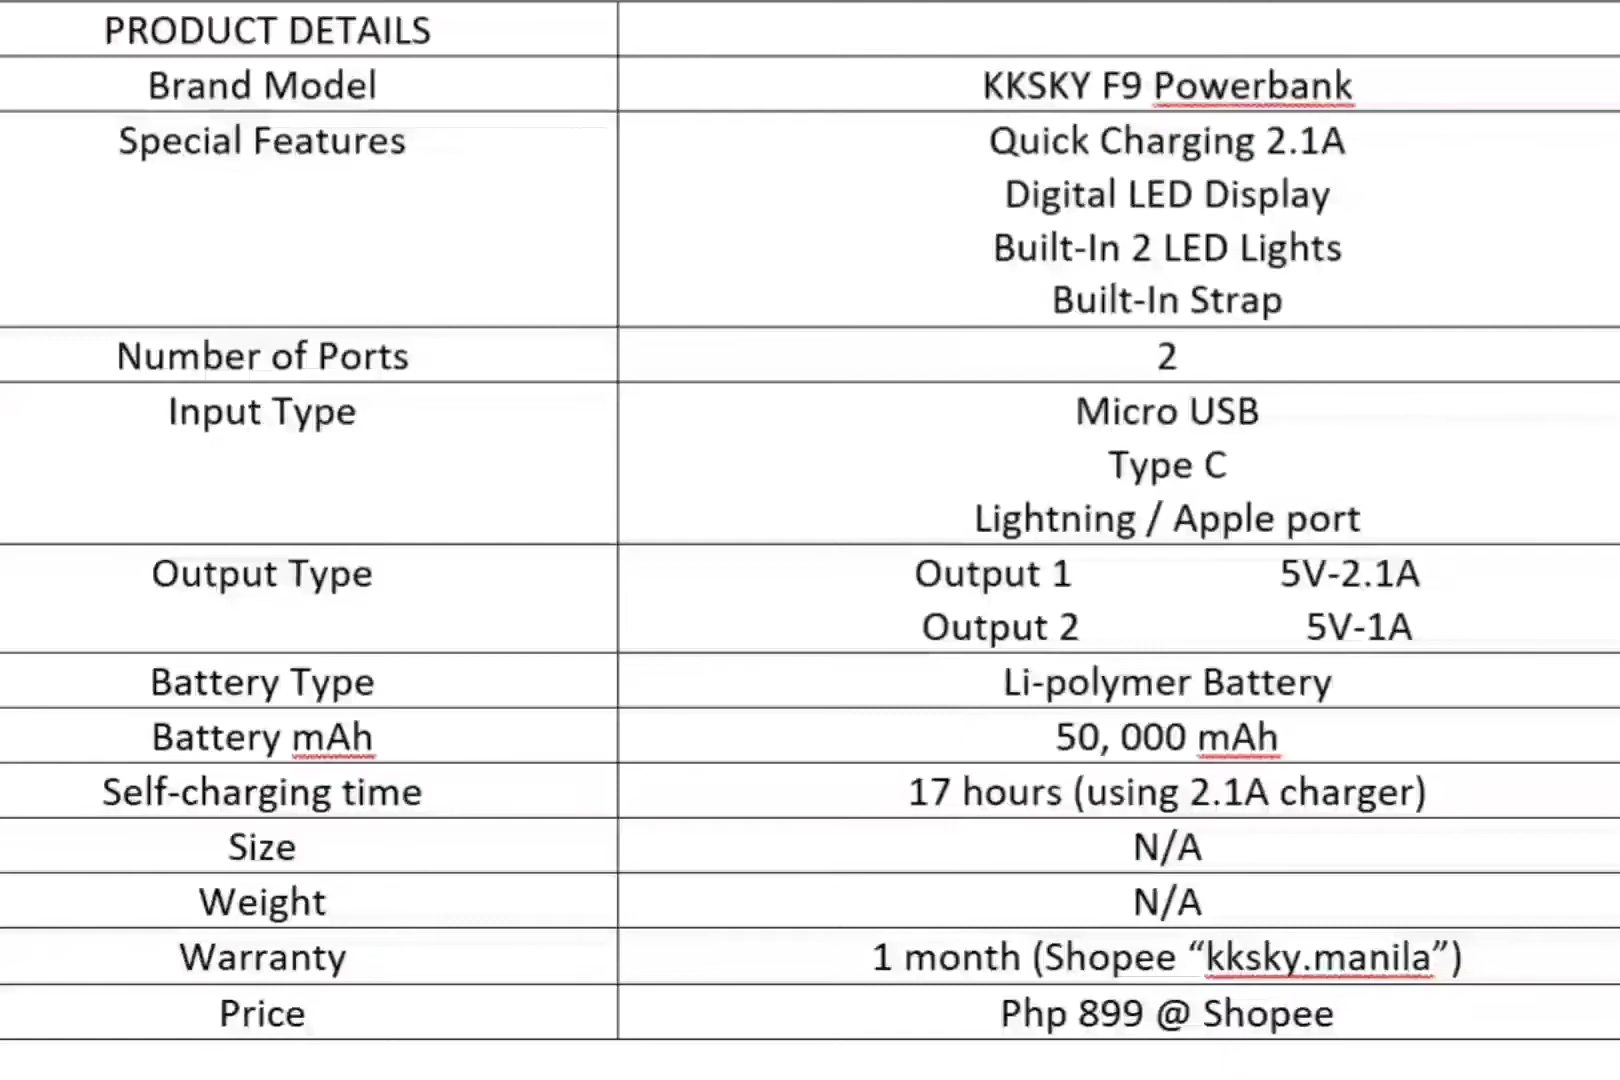 PRODUCT DETAILS
Brand Model KKSKY F9 Powerbank
Special Features Quick Charging 2.1A
Digital LED Display
Built-In 2 LED Lights
Built-In Strap
Number of Ports 2
Input Type Micro USB
Type C
Lightning / Apple port
Output Type Output 1 5V-2.1A
Output 2 5V-1A
Battery Type Li-polymer Battery
Battery mAh 50, 000 mAh
Self-charging time 17 hours (using 2.1A charger)
Size N/A
Weight N/A
Warranty 1 month (Shopee “kksky.manila”)
Price Php 899 @ Shopee